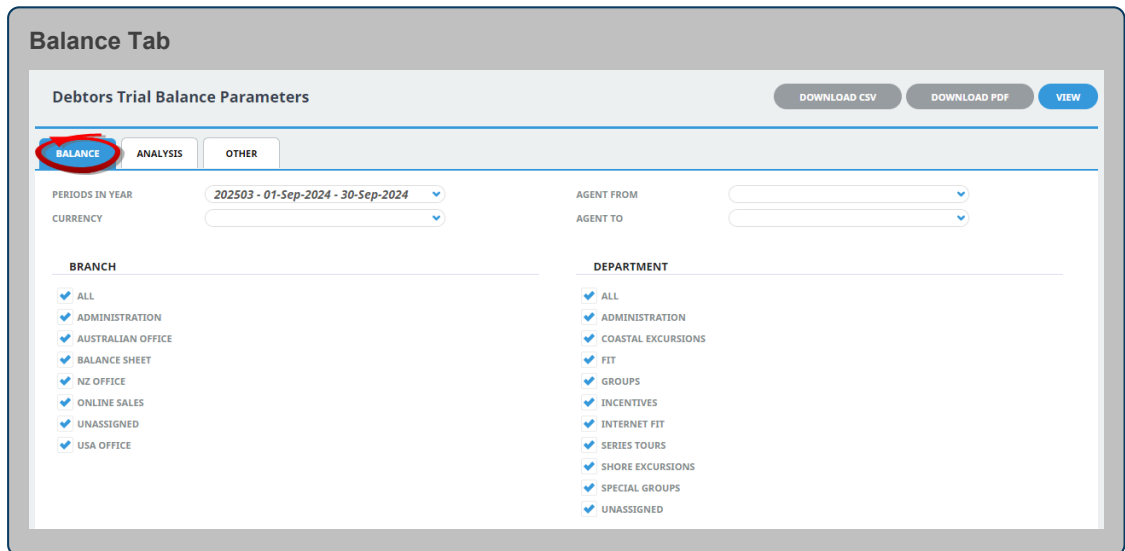 Balance Tab
Debtors Trial Balance Parameters
DOWNLOAD CSV DOWNLOAD PDF VIEW
BALANCE ANALYSIS OTHER
PERIODS IN YEAR 202503 - 01-Sep-2024 - 30-Sep-2024 AGENT FROM
CURRENCY AGENT TO
BRANCH DEPARTMENT
ALL ALL
ADMINISTRATION ADMINISTRATION
AUSTRALIAN OFFICE COASTAL EXCURSIONS
BALANCE SHEET FIT
NZ OFFICE GROUPS
ONLINE SALES INCENTIVES
UNASSIGNED INTERNET FIT
USA OFFICE SERIES TOURS
SHORE EXCURSIONS
SPECIAL GROUPS
UNASSIGNED